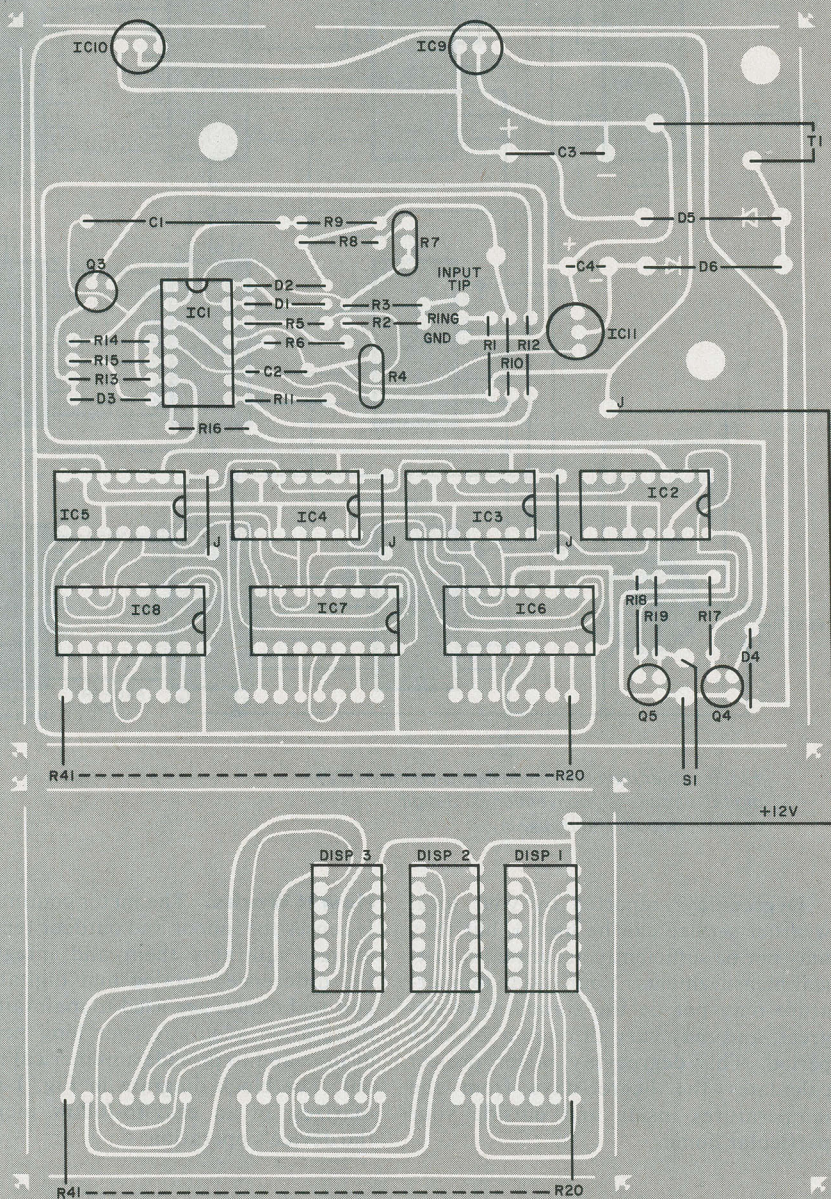 IC10
IC9
T1
+
C3
−
C1
R9
R8
R7
D5
Q3
+
C4
−
D6
INPUT
TIP
D2
D1
R3
IC1
RING
R5
R2
GND
R1
R12
IC11
R14
R6
R10
R15
C2
R4
R13
D3
R11
J
R16
IC5
IC4
IC3
IC2
J
J
J
IC8
IC7
IC6
R18
R19
R17
D4
Q5
Q4
R41
R20
S1
+12V
DISP 3
DISP 2
DISP 1
R41
R20